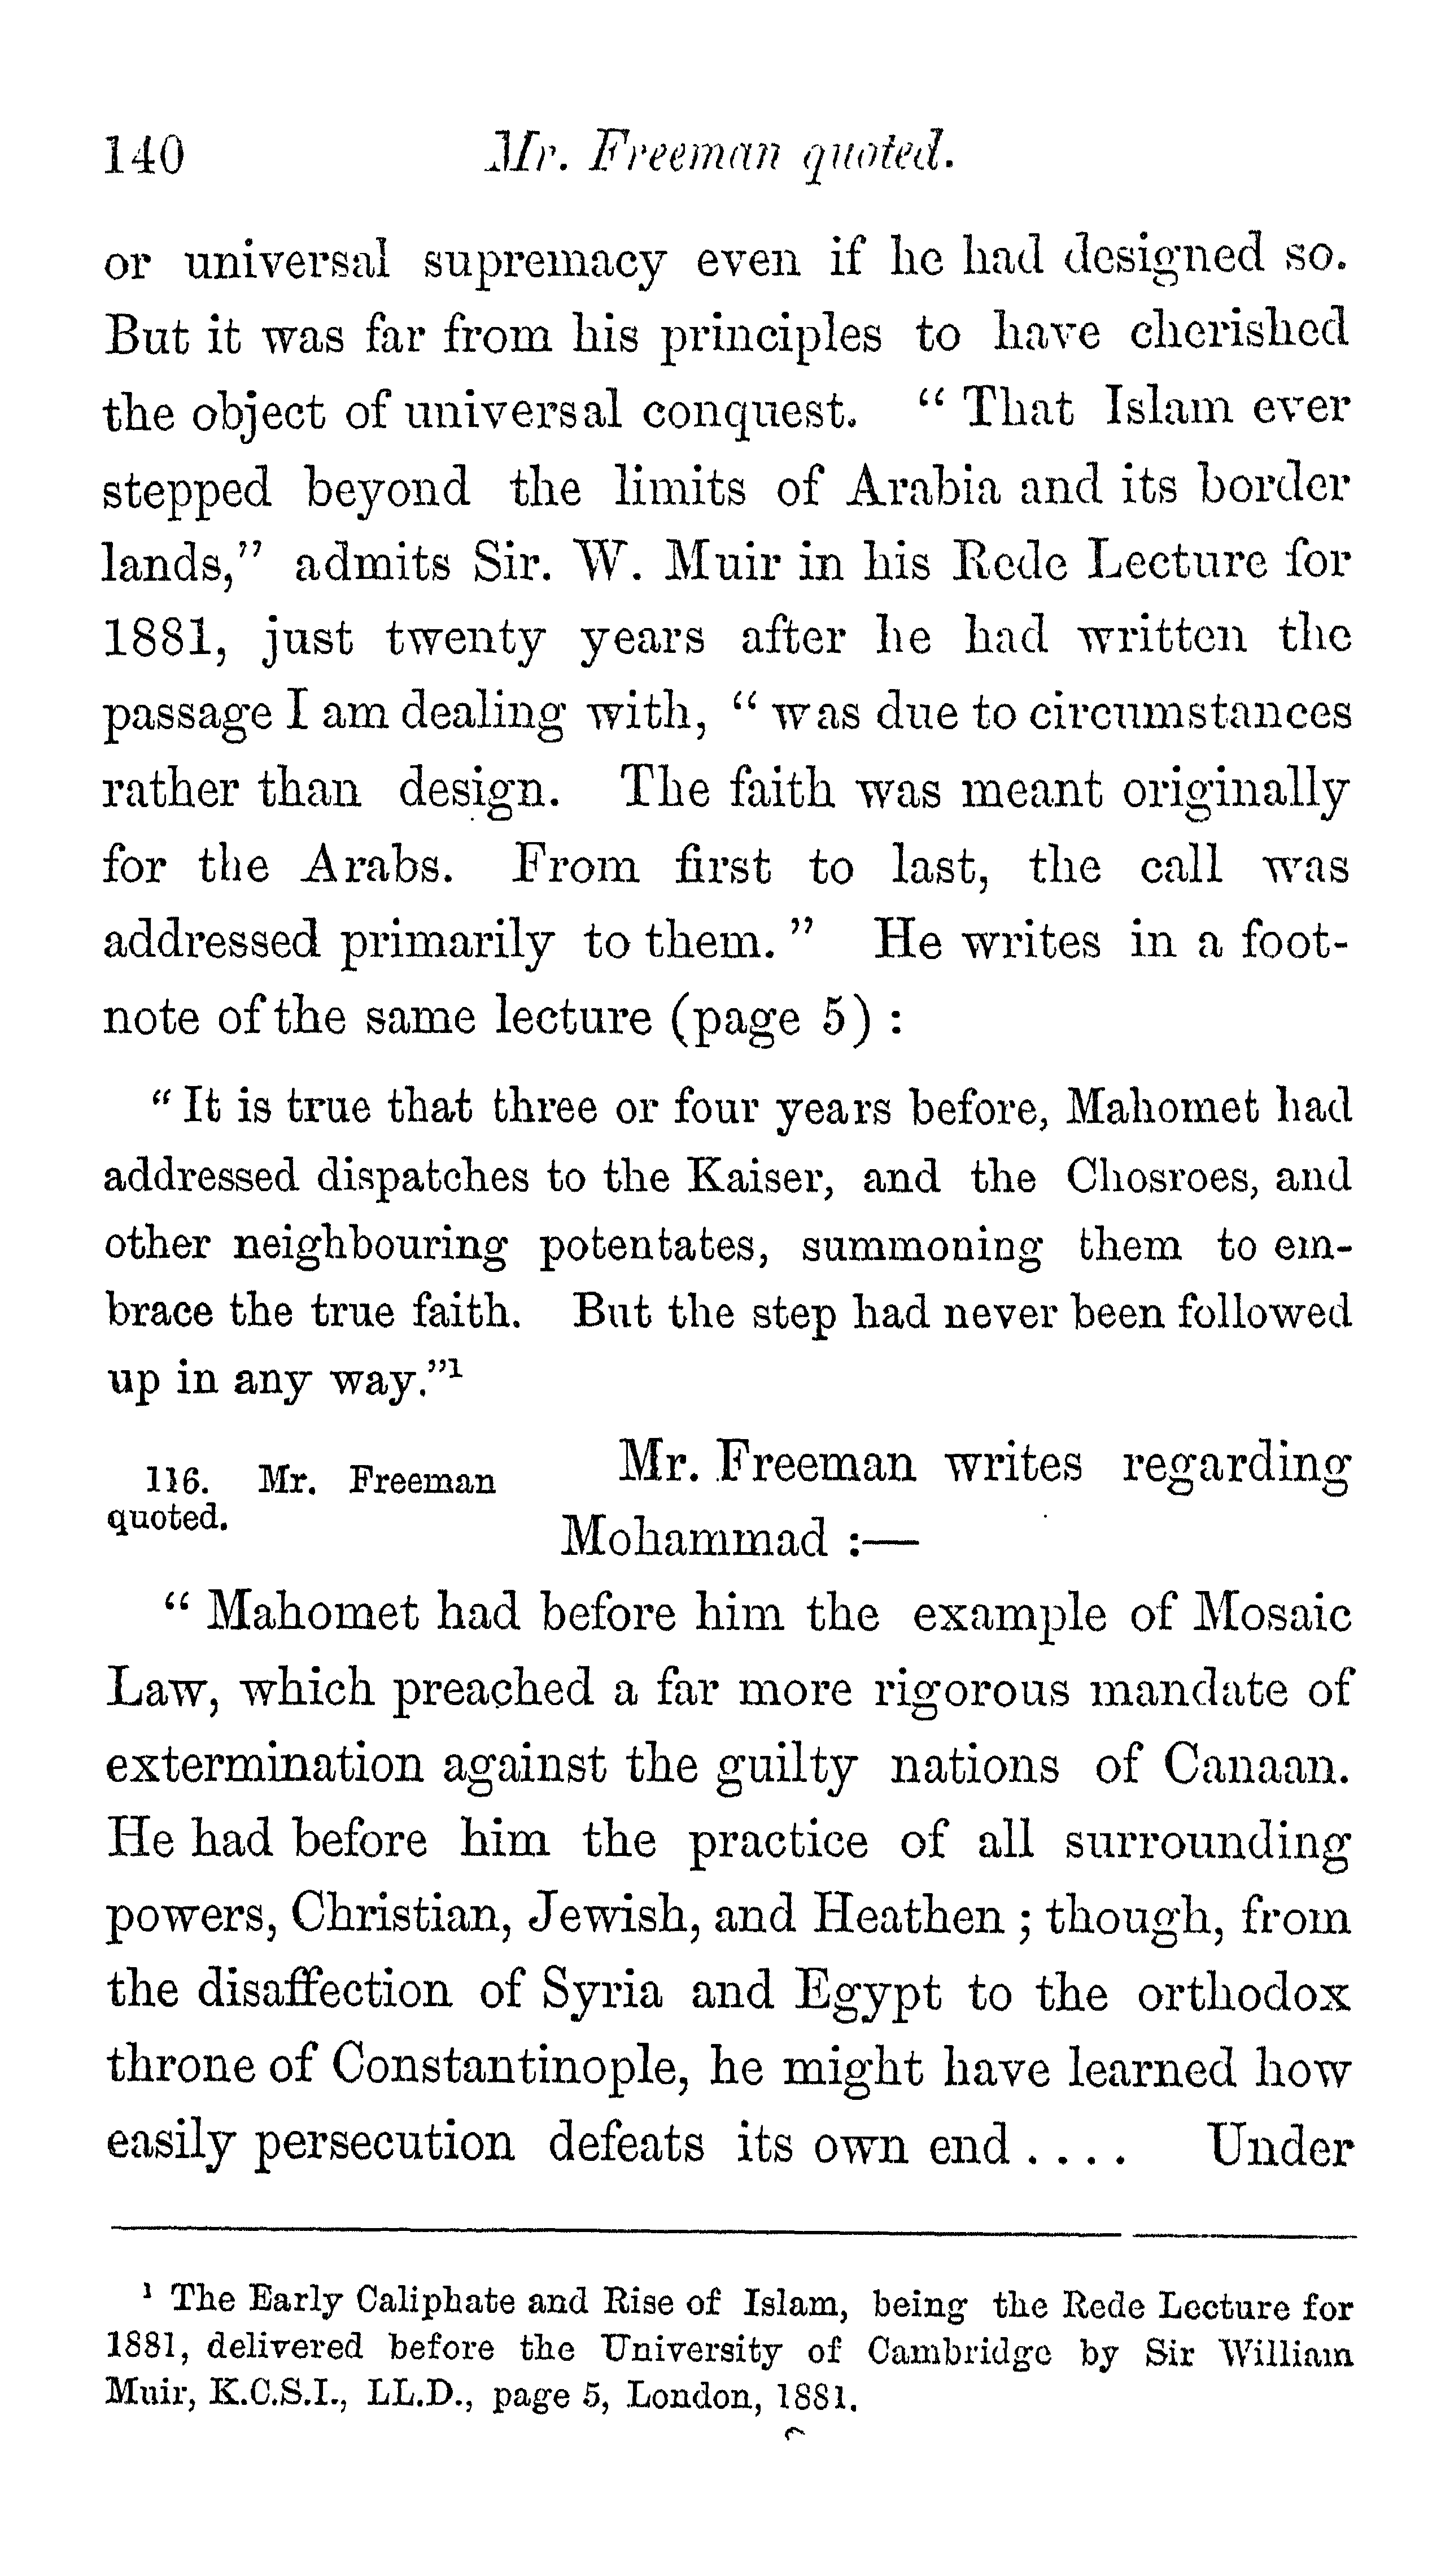 140 Mr. Freeman quoted.
or universal supremacy even if he had designed so.
But it was far from his principles to have cherished
the object of universal conquest. “ That Islam ever
stepped beyond the limits of Arabia and its border
lands,” admits Sir. W. Muir in his Rede Lecture for
1881, just twenty years after he had written the
passage I am dealing with, “ was due to circumstances
rather than design. The faith was meant originally
for the Arabs. From first to last, the call was
addressed primarily to them. ” He writes in a foot-
note of the same lecture (page 5) :
“ It is true that three or four years before, Mahomet had
addressed dispatches to the Kaiser, and the Chosroes, and
other neighbouring potentates, summoning them to em-
brace the true faith. But the step had never been followed
up in any way.”¹
116. Mr. Freeman
quoted.
Mr. Freeman writes regarding
Mohammad :—
“ Mahomet had before him the example of Mosaic
Law, which preached a far more rigorous mandate of
extermination against the guilty nations of Canaan.
He had before him the practice of all surrounding
powers, Christian, Jewish, and Heathen ; though, from
the disaffection of Syria and Egypt to the orthodox
throne of Constantinople, he might have learned how
easily persecution defeats its own end . . . . Under
¹ The Early Caliphate and Rise of Islam, being the Rede Lecture for
1881, delivered before the University of Cambridge by Sir William
Muir, K.C.S.I., LL.D., page 5, London, 1881.